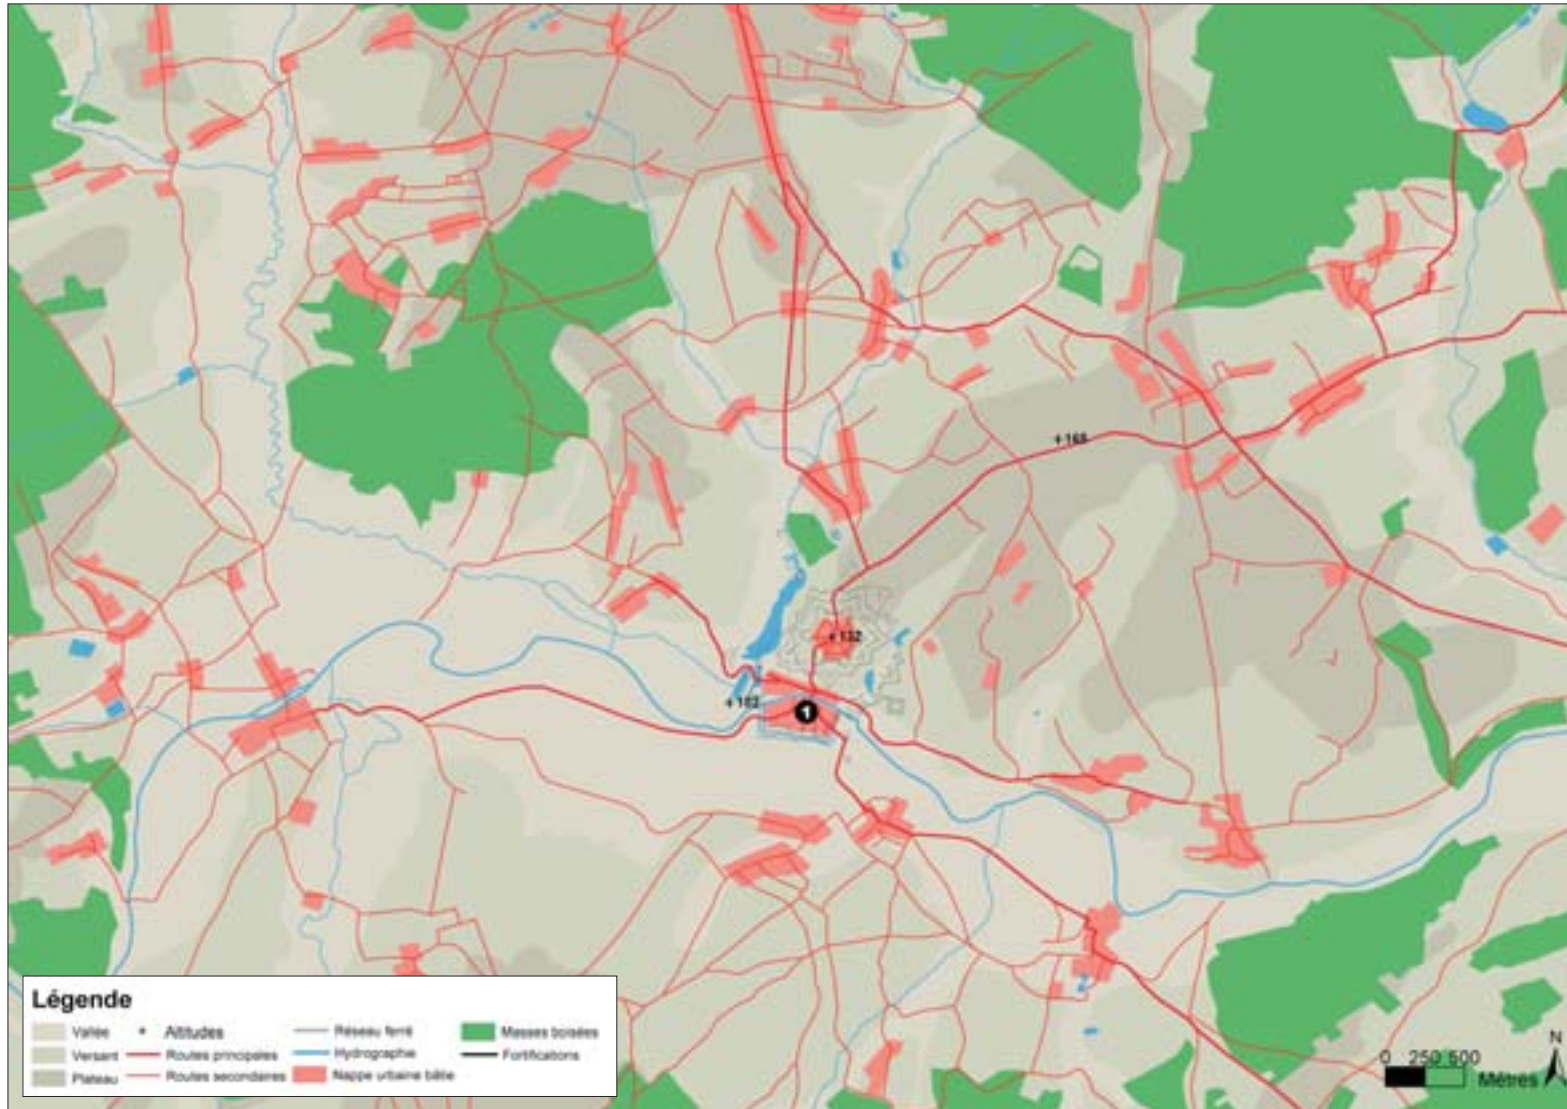 + 168
+ 132
+ 102
1
Légende
Vallée
Versant
Plateau
+ Altitudes
Routes principales
Routes secondaires
Réseau ferré
Hydrographie
Nappe urbaine bâtie
Masses boisées
Fortifications
0 250 500
Mètres
N